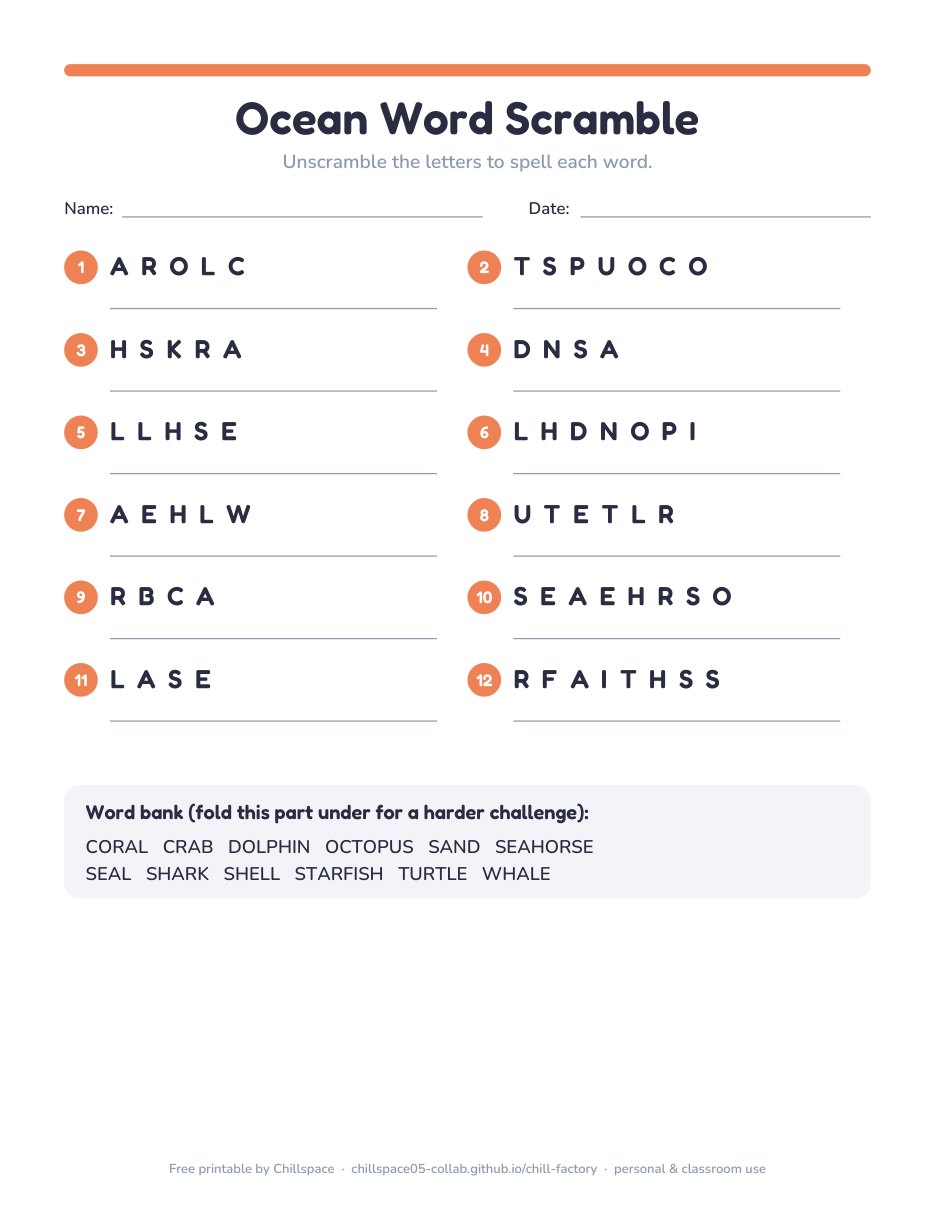 Ocean Word Scramble
Unscramble the letters to spell each word.
Name: Date:
1 A R O L C
2 T S P U O C O
3 H S K R A
4 D N S A
5 L L H S E
6 L H D N O P I
7 A E H L W
8 U T E T L R
9 R B C A
10 S E A E H R S O
11 L A S E
12 R F A I T H S S
Word bank (fold this part under for a harder challenge):
CORAL CRAB DOLPHIN OCTOPUS SAND SEAHORSE
SEAL SHARK SHELL STARFISH TURTLE WHALE
Free printable by Chillspace · chillspace05-collab.github.io/chill-factory · personal & classroom use